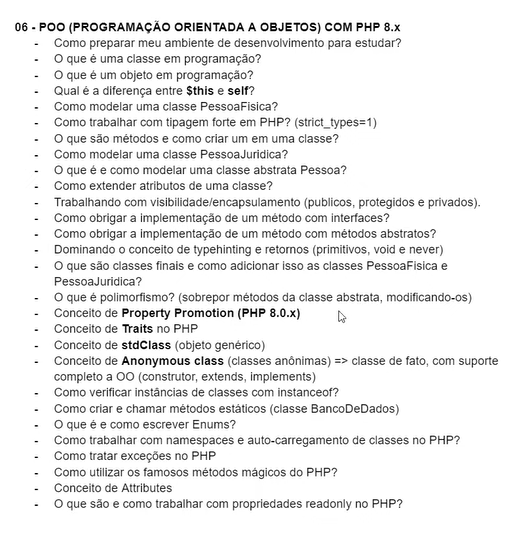 06 - POO (PROGRAMAÇÃO ORIENTADA A OBJETOS) COM PHP 8.x
- Como preparar meu ambiente de desenvolvimento para estudar?
- O que é uma classe em programação?
- O que é um objeto em programação?
- Qual é a diferença entre $this e self?
- Como modelar uma classe PessoaFisica?
- Como trabalhar com tipagem forte em PHP? (strict_types=1)
- O que são métodos e como criar um em uma classe?
- Como modelar uma classe PessoaJuridica?
- O que é e como modelar uma classe abstrata Pessoa?
- Como extender atributos de uma classe?
- Trabalhando com visibilidade/encapsulamento (publicos, protegidos e privados).
- Como obrigar a implementação de um método com interfaces?
- Como obrigar a implementação de um método com métodos abstratos?
- Dominando o conceito de typehinting e retornos (primitivos, void e never)
- O que são classes finais e como adicionar isso as classes PessoaFisica e
PessoaJuridica?
- O que é polimorfismo? (sobrepor métodos da classe abstrata, modificando-os)
- Conceito de Property Promotion (PHP 8.0.x)
- Conceito de Traits no PHP
- Conceito de stdClass (objeto genérico)
- Conceito de Anonymous class (classes anônimas) => classe de fato, com suporte
completo a OO (construtor, extends, implements)
- Como verificar instâncias de classes com instanceof?
- Como criar e chamar métodos estáticos (classe BancoDeDados)
- O que é e como escrever Enums?
- Como trabalhar com namespaces e auto-carregamento de classes no PHP?
- Como tratar exceções no PHP
- Como utilizar os famosos métodos mágicos do PHP?
- Conceito de Attributes
- O que são e como trabalhar com propriedades readonly no PHP?